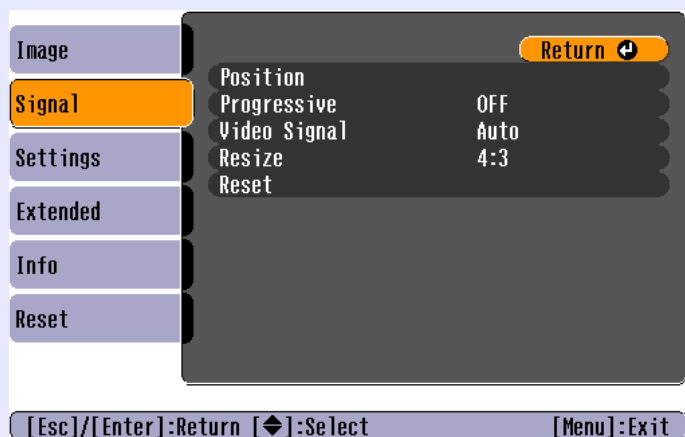 Image
Signal
Settings
Extended
Info
Reset
Return
Position
Progressive OFF
Video Signal Auto
Resize 4:3
Reset
[Esc]/[Enter]:Return [◆]:Select [Menu]:Exit